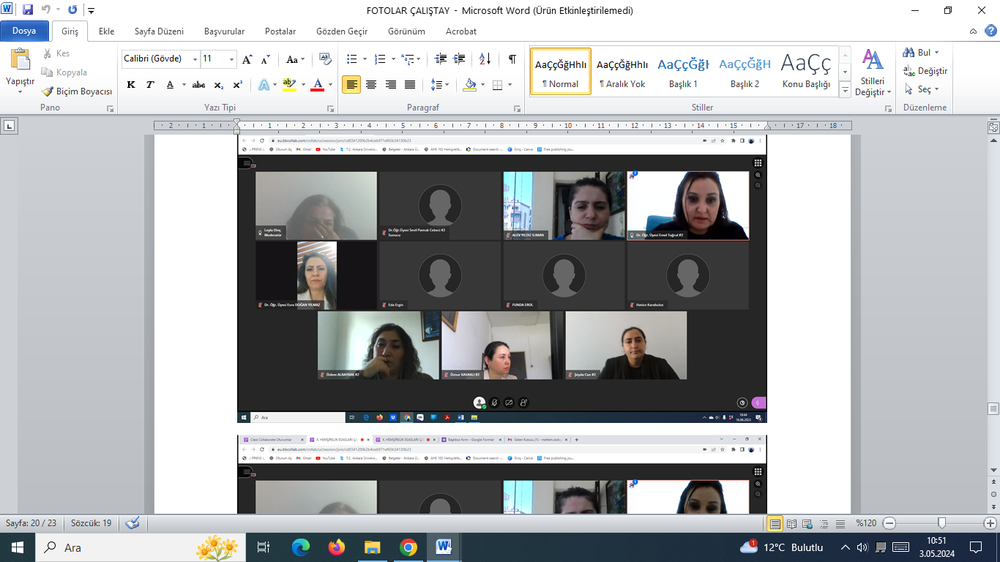 FOTOLAR ÇALIŞTAY - Microsoft Word (Ürün Etkinleştirilemedi)
Dosya Giriş Ekle Sayfa Düzeni Başvurular Postalar Gözden Geçir Görünüm Acrobat
Yapıştır
Kes
Kopyala
Biçim Boyacısı
Pano
Calibri (Gövde) 11
K T A abc x₂ x²
Yazı Tipi
Paragraf
AaÇçĞğHhIı AaÇçĞğHhIı AaÇçĞğH AaÇçĞğH AaÇç
¶ Normal ¶ Aralık Yok Başlık 1 Başlık 2 Konu Başlığı
Stiller
Stilleri
Değiştir
Bul
Değiştir
Seç
Düzenleme
2 1 1 2 3 4 5 6 7 8 9 10 11 12 13 14 15 17 18
eu.bbcollab.com/collab/ui/session/join/cd0341200b2b4ceb971ef65b34130b23
PRENS Oturum Aç Gmail YouTube T.C. Ankara Üniversi... Belgeler - Ankara Ü... AHE 102 Hemşirelik... Document search -... Giriş - Canva Free publishing jou...
Leyla Dinç
Moderatör
Dr.Öğr.Üyesi Sevil Pamuk Cebeci #2
Sunucu
ALEV YILDIZ ILIMAN
Dr. Öğr. Üyesi Emel Tuğrul #2
Dr. Öğr. Üyesi Esra DOĞAN YILMAZ
Eda Ergin
FUNDA EROL
Hatice Karabulut
Özlem ALBAYRAK #2
Öznur KAVAKLI #2
Şeyda Can #2
Ara
10:44
16.06.2023
Class Collaborate Oturumlar X. HEMŞİRELİK ESASLARI ÇA X. HEMŞİRELİK ESASLARI ÇA Başlıksız form - Google Formlar Gelen Kutusu (1) -
eu.bbcollab.com/collab/ui/session/join/cd0341200b2b4ceb971ef65b34130b23
PRENS Oturum Aç Gmail YouTube T.C. Ankara Üniversi... Belgeler - Ankara Ü... AHE 102 Hemşirelik... Document search -... Giriş - Canva Free publishing jou...
Sayfa: 20 / 23 Sözcük: 19 %120
Ara
1
12°C Bulutlu
10:51
3.05.2024